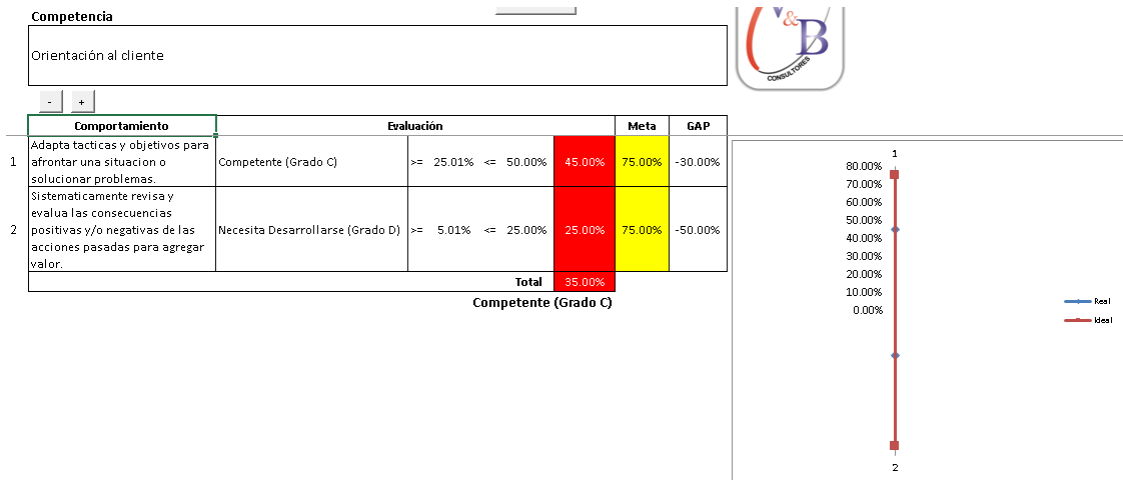 Competencia
Orientación al cliente
V&B
CONSULTORES
- +
Comportamiento Evaluación Meta GAP
1 Adapta tacticas y objetivos para afrontar una situacion o solucionar problemas. Competente (Grado C) >= 25.01% <= 50.00% 45.00% 75.00% -30.00%
2 Sistematicamente revisa y evalua las consecuencias positivas y/o negativas de las acciones pasadas para agregar valor. Necesita Desarrollarse (Grado D) >= 5.01% <= 25.00% 25.00% 75.00% -50.00%
Total 35.00%
Competente (Grado C)
1
80.00%
70.00%
60.00%
50.00%
40.00%
30.00%
20.00%
10.00%
0.00%
Real
Ideal
2